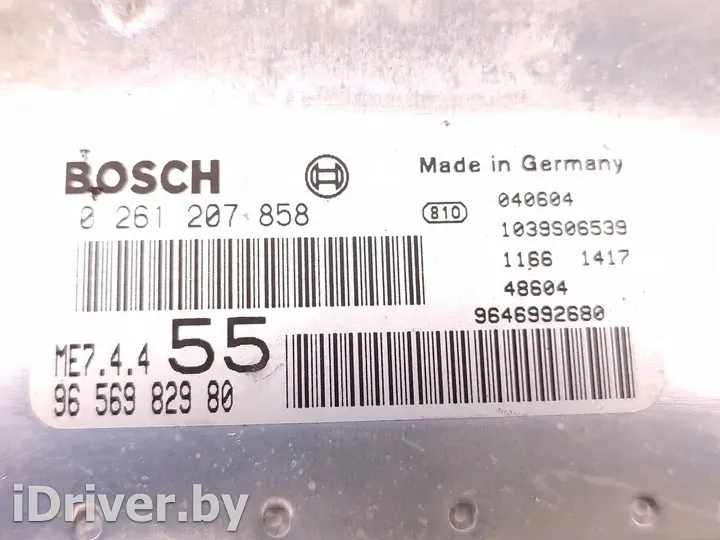 BOSCH
Made in Germany
0 261 207 858
810
040604
1039S06539
1166 1417
48604
9646992680
ME7.4.4 55
96 569 829 80
iDriver.by